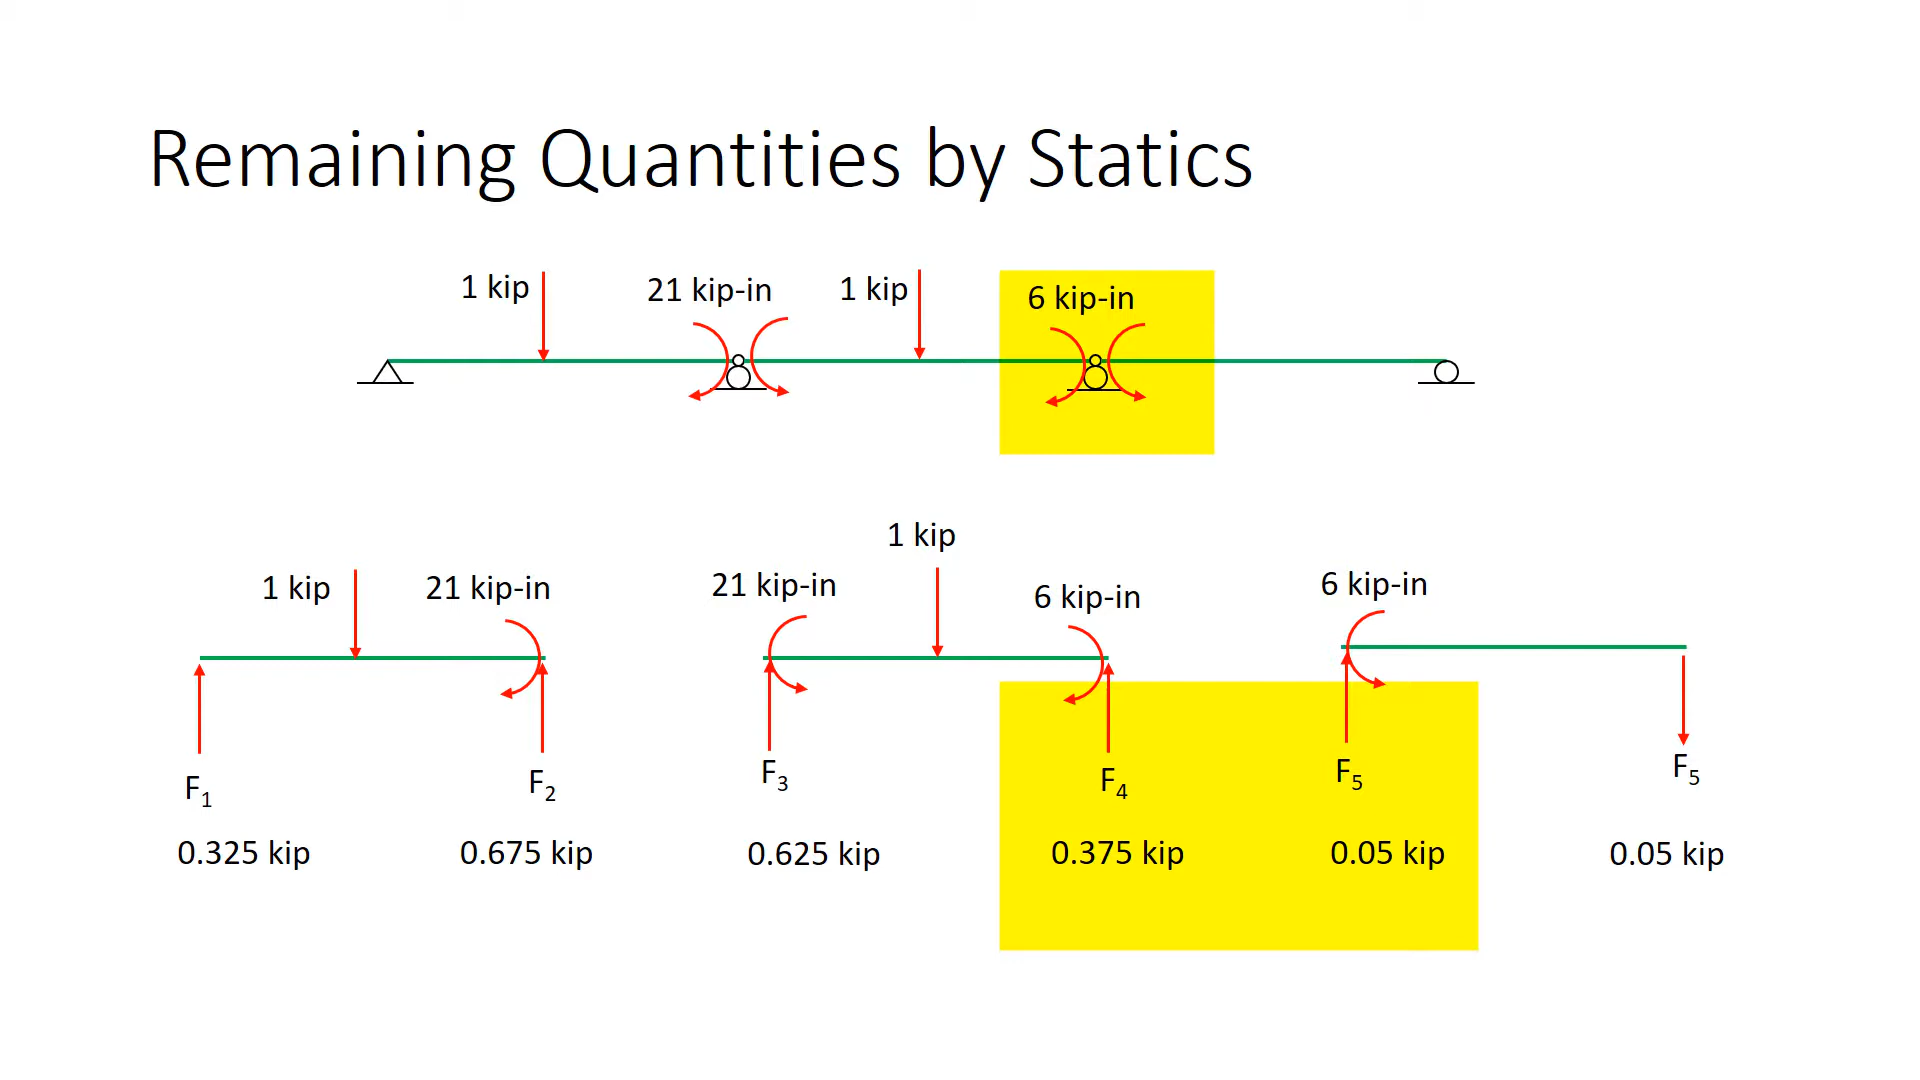 Remaining Quantities by Statics
1 kip
21 kip-in
1 kip
6 kip-in
1 kip
1 kip
21 kip-in
21 kip-in
6 kip-in
6 kip-in
F1
F2
F3
F4
F5
F5
0.325 kip
0.675 kip
0.625 kip
0.375 kip
0.05 kip
0.05 kip